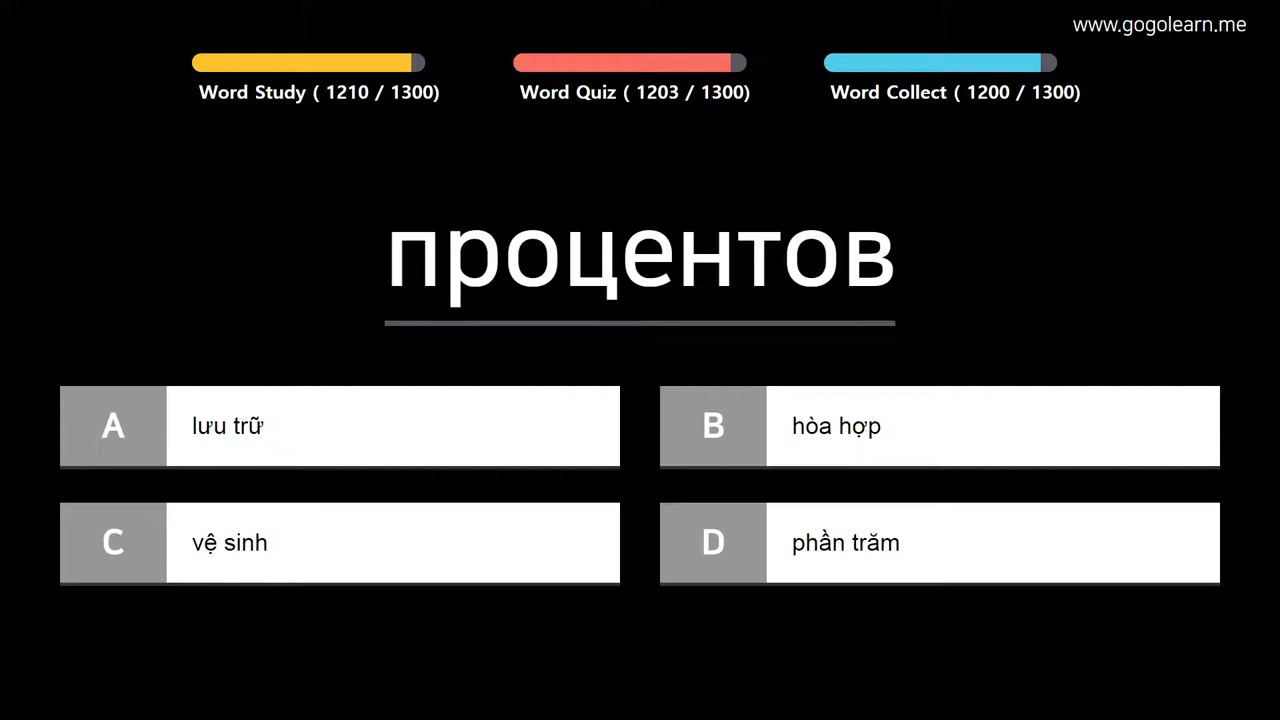 www.gogolearn.me
Word Study ( 1210 / 1300)
Word Quiz ( 1203 / 1300)
Word Collect ( 1200 / 1300)
процентов
A lưu trữ
B hòa hợp
C vệ sinh
D phần trăm